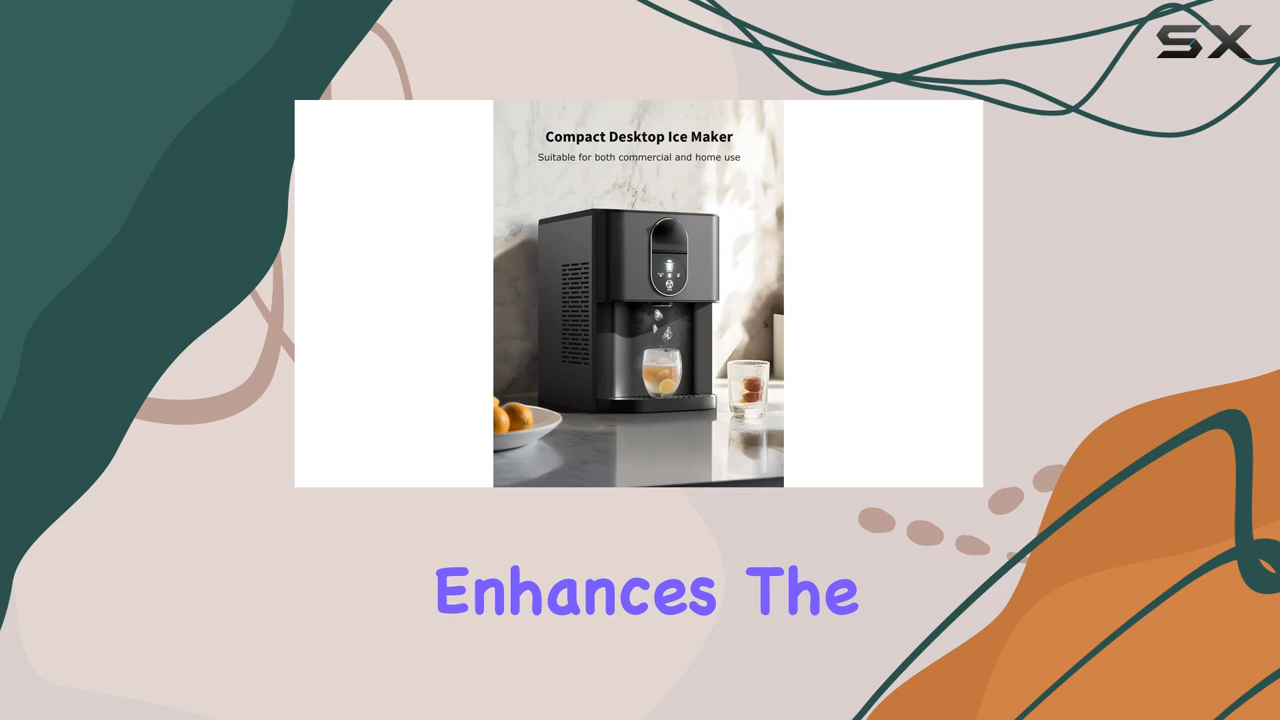 SX
Compact Desktop Ice Maker
Suitable for both commercial and home use
Enhances The